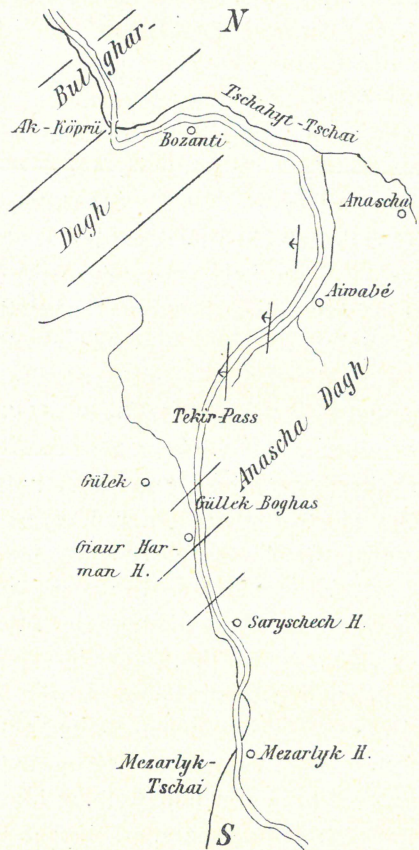 N
Bulghar-
Tschahyt-Tschai
Ak-Köprü
Bozanti
Anascha
Dagh
Aiwabé
Anascha Dagh
Tekir-Pass
Gülek
Güllek Boghas
Giaur Har-
man H.
Saryschech H.
Mezarlyk-
Tschai
Mezarlyk H.
S